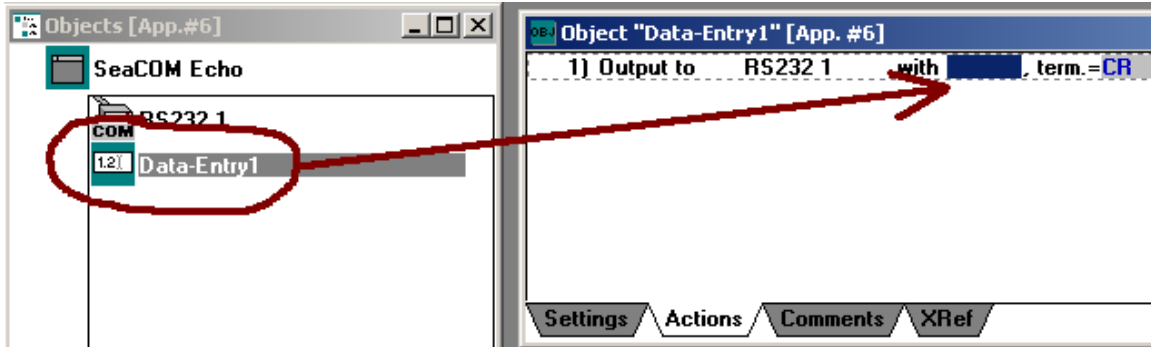 Objects [App.#6]
SeaCOM Echo
RS232 1
COM
1.2
Data-Entry1
OBJ
Object "Data-Entry1" [App. #6]
1) Output to RS232 1 with , term.=CR
Settings Actions Comments XRef